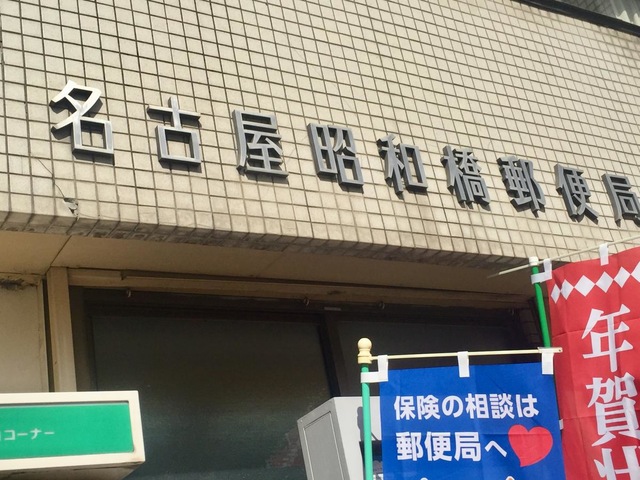 名古屋昭和橋郵便局
年賀状
保険の相談は
郵便局へ
コーナー